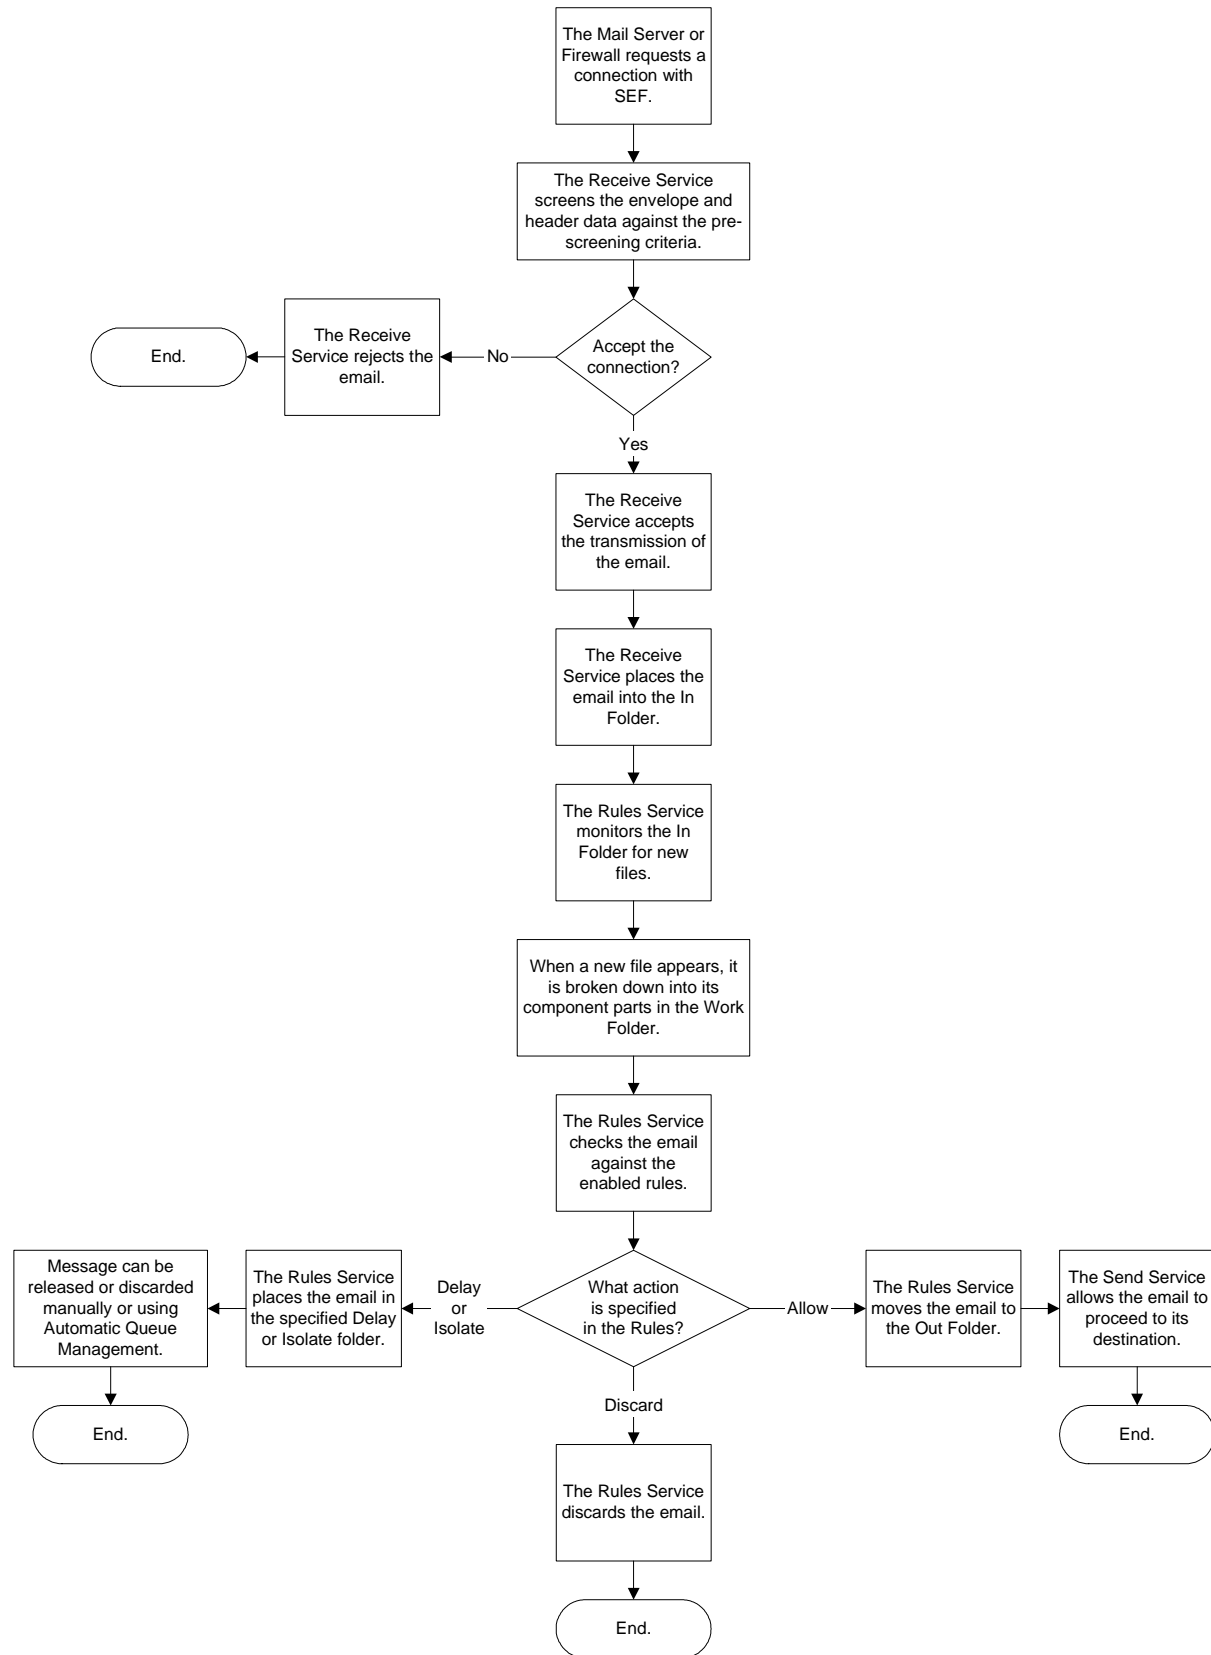 The Mail Server or
Firewall requests a
connection with
SEF.
The Receive Service
screens the envelope and
header data against the pre-
screening criteria.
End.
The Receive
Service rejects the
email.
No
Accept the
connection?
Yes
The Receive
Service accepts
the transmission of
the email.
The Receive
Service places the
email into the In
Folder.
The Rules Service
monitors the In
Folder for new
files.
When a new file appears, it
is broken down into its
component parts in the Work
Folder.
The Rules Service
checks the email
against the
enabled rules.
Message can be
released or discarded
manually or using
Automatic Queue
Management.
The Rules Service
places the email in
the specified Delay
or Isolate folder.
Delay
or
Isolate
What action
is specified
in the Rules?
Allow
The Rules Service
moves the email to
the Out Folder.
The Send Service
allows the email to
proceed to its
destination.
End.
Discard
End.
The Rules Service
discards the email.
End.